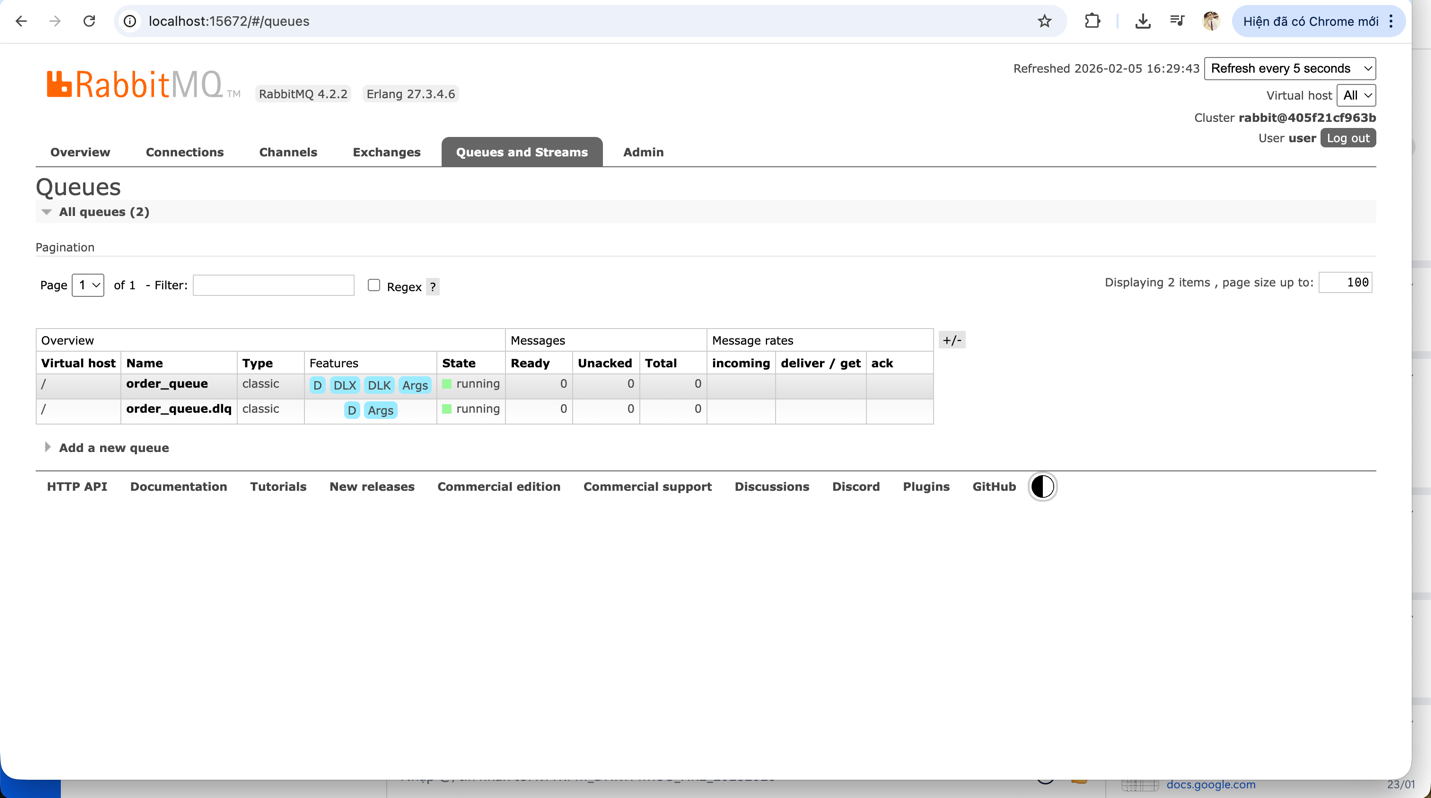 localhost:15672/#/queues
Hiện đã có Chrome mới
RabbitMQ TM
RabbitMQ 4.2.2
Erlang 27.3.4.6
Refreshed 2026-02-05 16:29:43 Refresh every 5 seconds
Virtual host All
Cluster rabbit@405f21cf963b
User user Log out
Overview Connections Channels Exchanges Queues and Streams Admin
Queues
All queues (2)
Pagination
Page 1 of 1 - Filter: Regex ?
Displaying 2 items , page size up to: 100
Overview Messages Message rates +/-
Virtual host Name Type Features State Ready Unacked Total incoming deliver / get ack
/ order_queue classic D DLX DLK Args running 0 0 0
/ order_queue.dlq classic D Args running 0 0 0
Add a new queue
HTTP API Documentation Tutorials New releases Commercial edition Commercial support Discussions Discord Plugins GitHub
docs.google.com
23/01